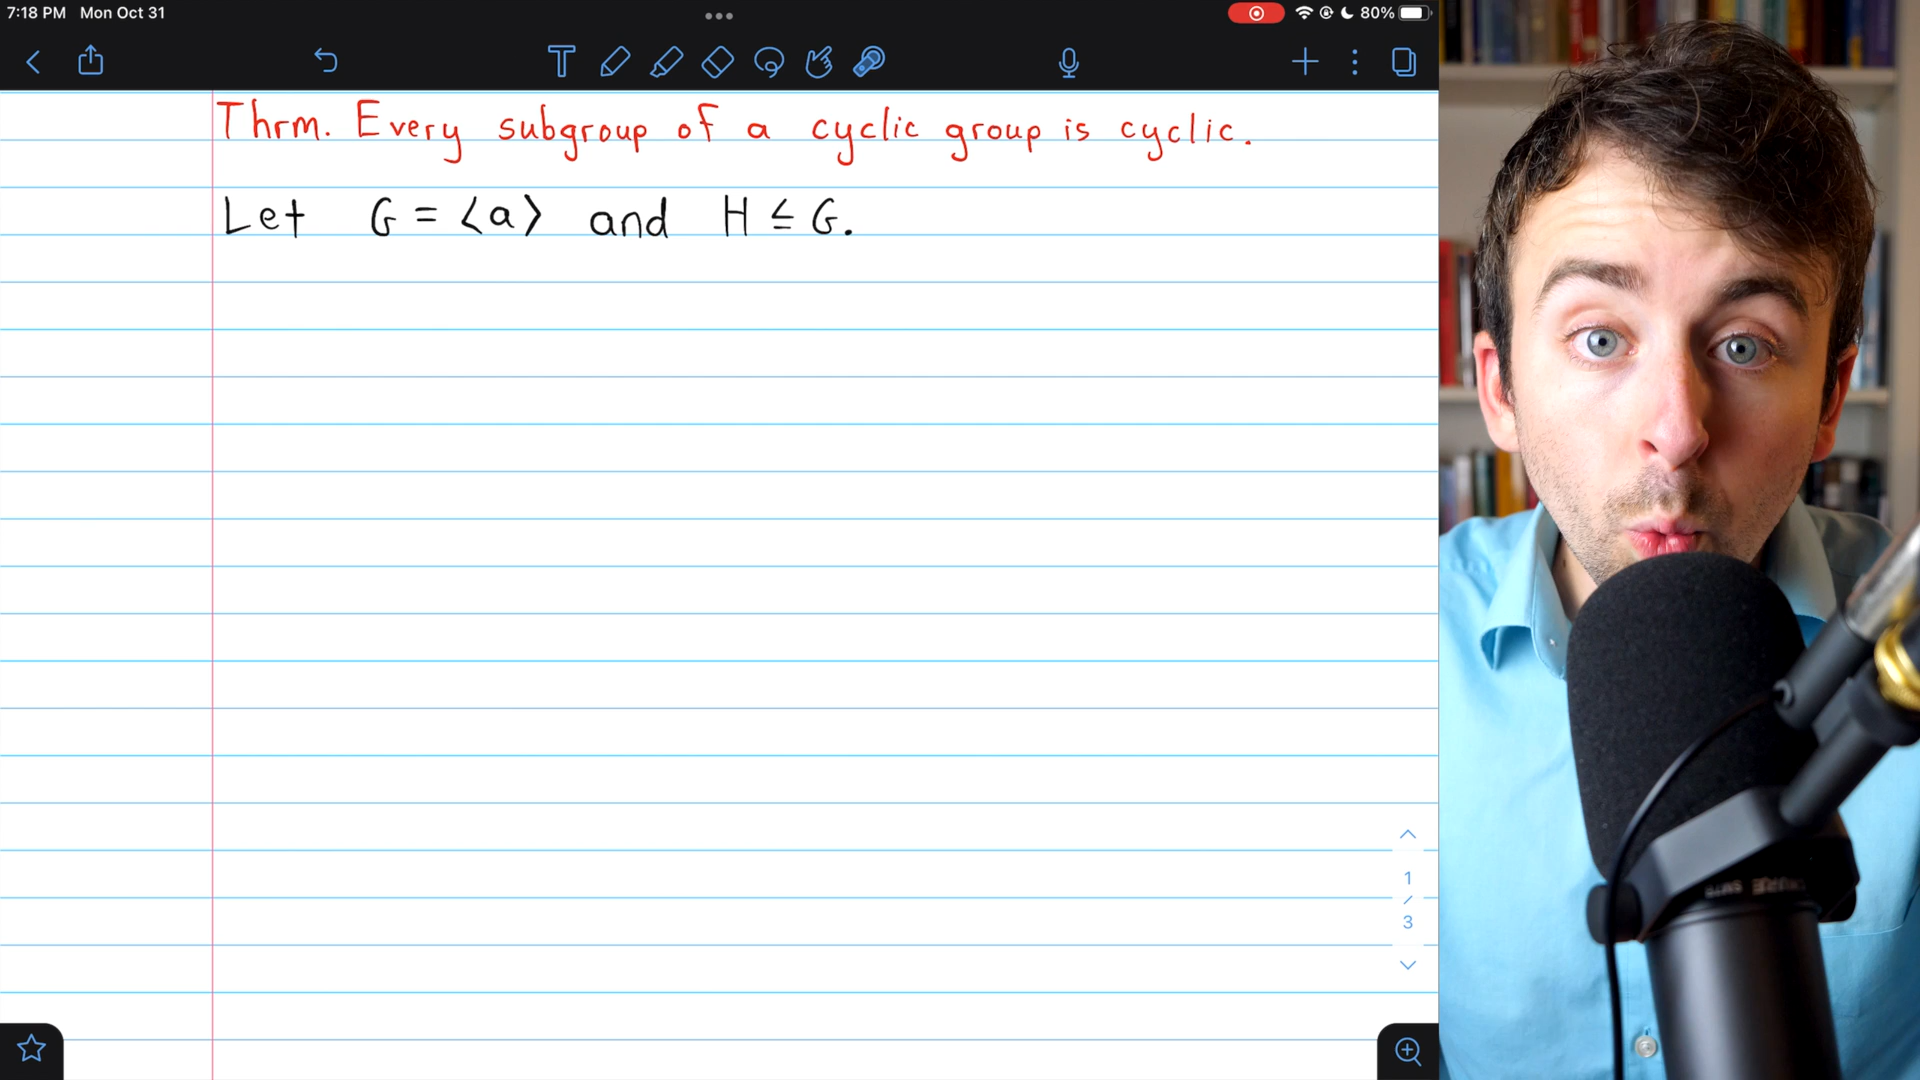 7:18 PM Mon Oct 31
80%
Thrm. Every subgroup of a cyclic group is cyclic.
Let G = ⟨a⟩ and H ≤ G.
1
/
3